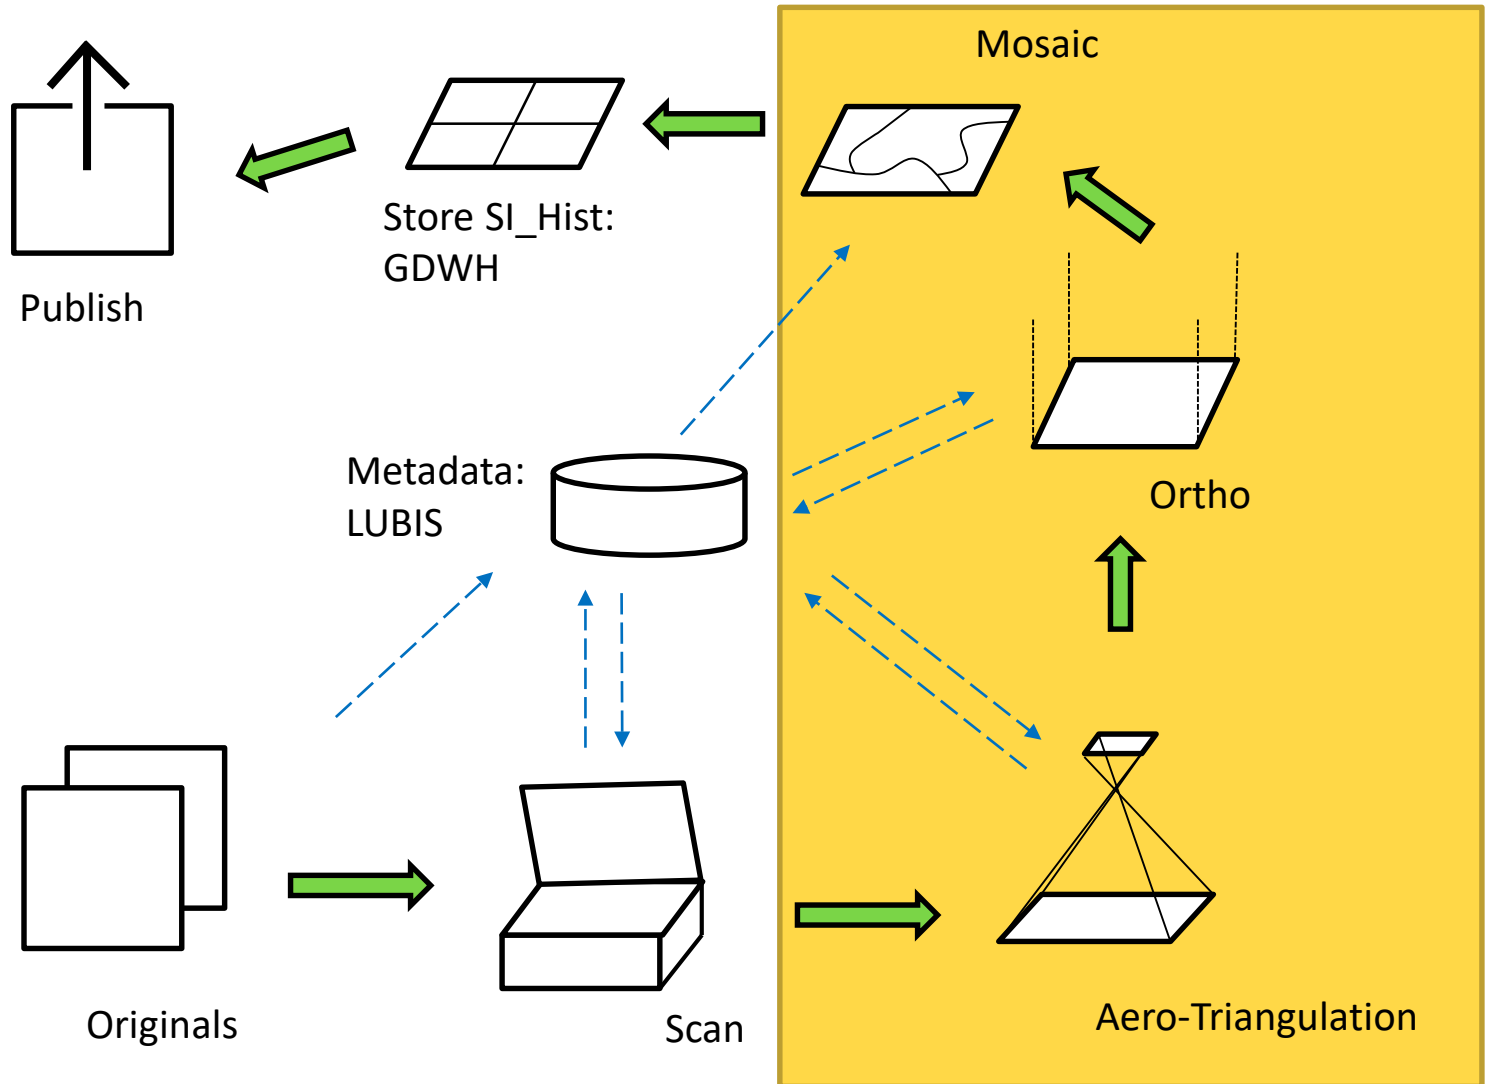 Mosaic
Store SI_Hist:
GDWH
Publish
Metadata:
LUBIS
Ortho
Originals
Scan
Aero-Triangulation